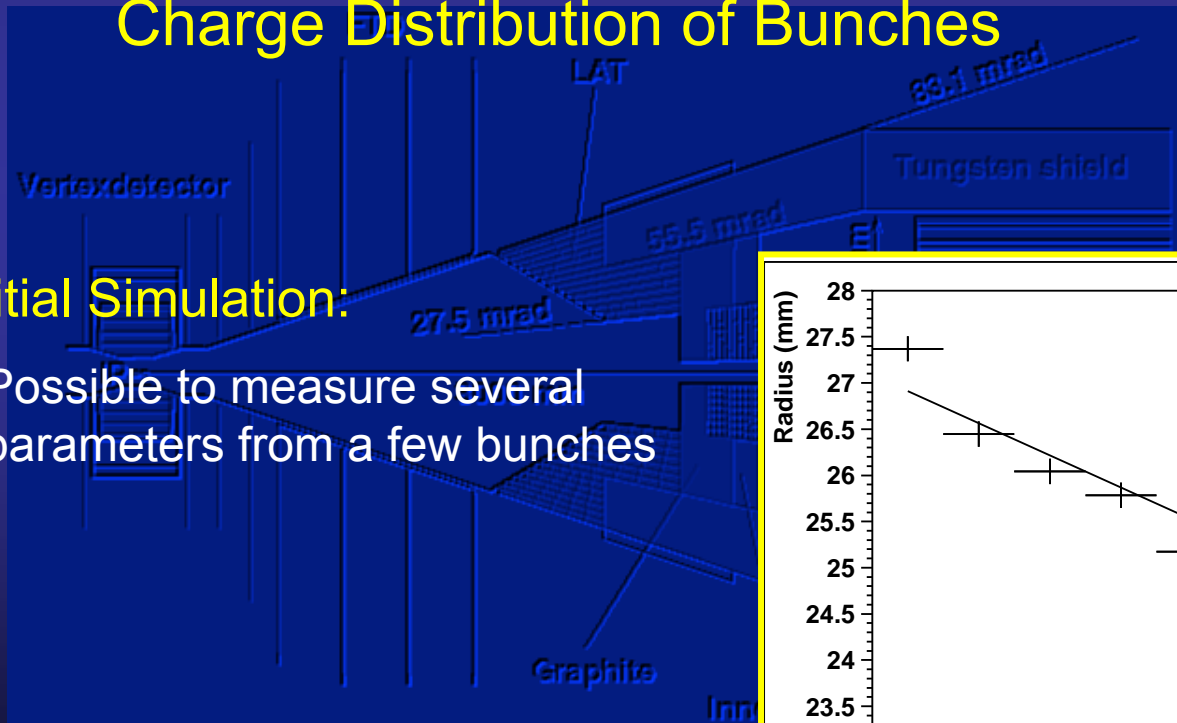 Charge Distribution of Bunches
LAT
83.1 mrad
Vertexdetector
Tungsten shield
55.5 mrad
itial Simulation:
27.5 mrad
Possible to measure several
parameters from a few bunches
Graphite
Inn
Radius (mm)
28
27.5
27
26.5
26
25.5
25
24.5
24
23.5